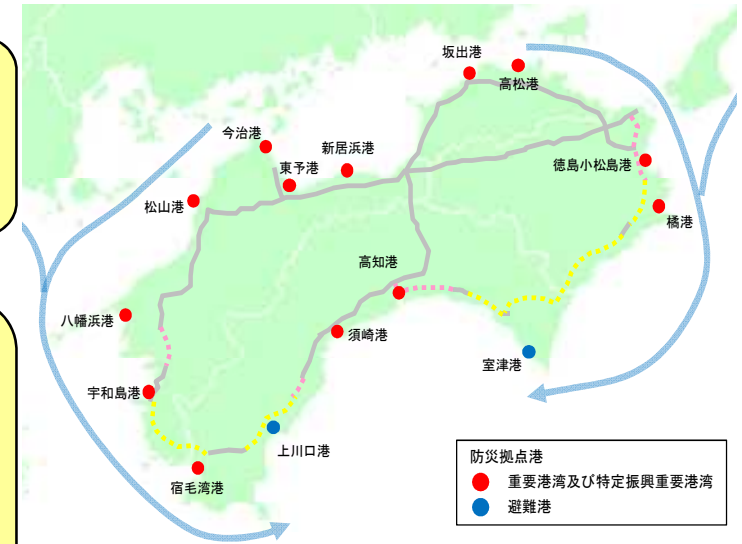 坂出港
高松港
今治港
新居浜港
東予港
徳島小松島港
松山港
橘港
高知港
八幡浜港
須崎港
室津港
宇和島港
上川口港
宿毛湾港
防災拠点港
重要港湾及び特定振興重要港湾
避難港